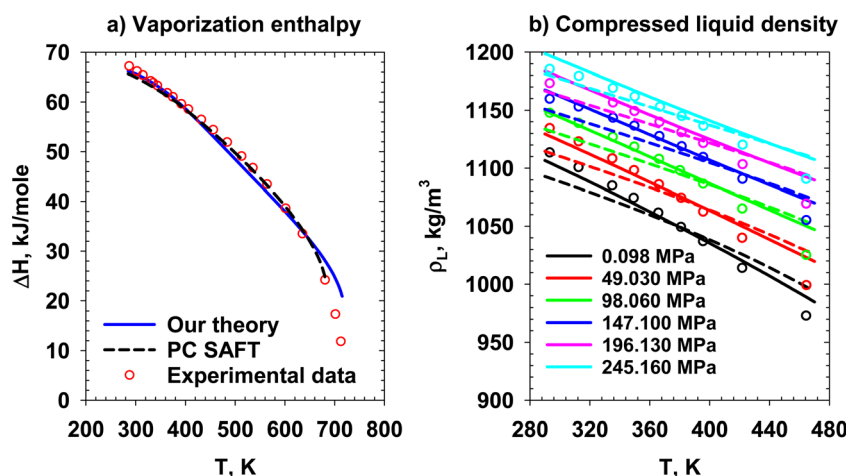 a) Vaporization enthalpy
70
60
50
40
30
20
10
0
ΔH, kJ/mole
Our theory
PC SAFT
Experimental data
200 300 400 500 600 700 800
T, K
b) Compressed liquid density
1200
1150
1100
1050
1000
950
900
ρL, kg/m³
0.098 MPa
49.030 MPa
98.060 MPa
147.100 MPa
196.130 MPa
245.160 MPa
280 320 360 400 440 480
T, K